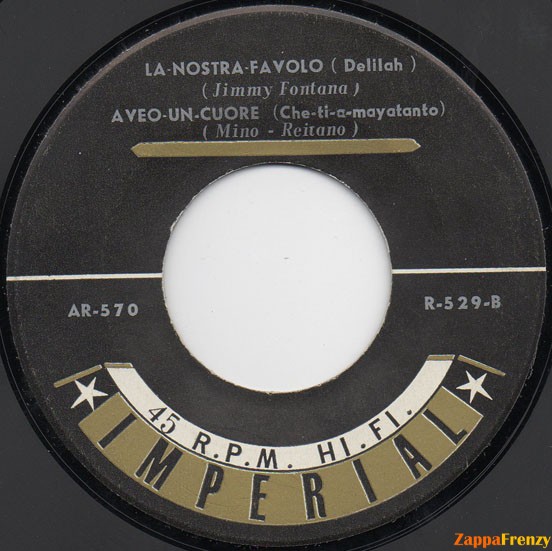 LA-NOSTRA-FAVOLO ( Delilah )
( Jimmy Fontana )
AVEO-UN-CUORE (Che-ti-a-mayatanto)
( Mino - Reitano )
AR-570
R-529-B
45 R.P.M. HI.FI.
IMPERIAL
ZappaFrenzy